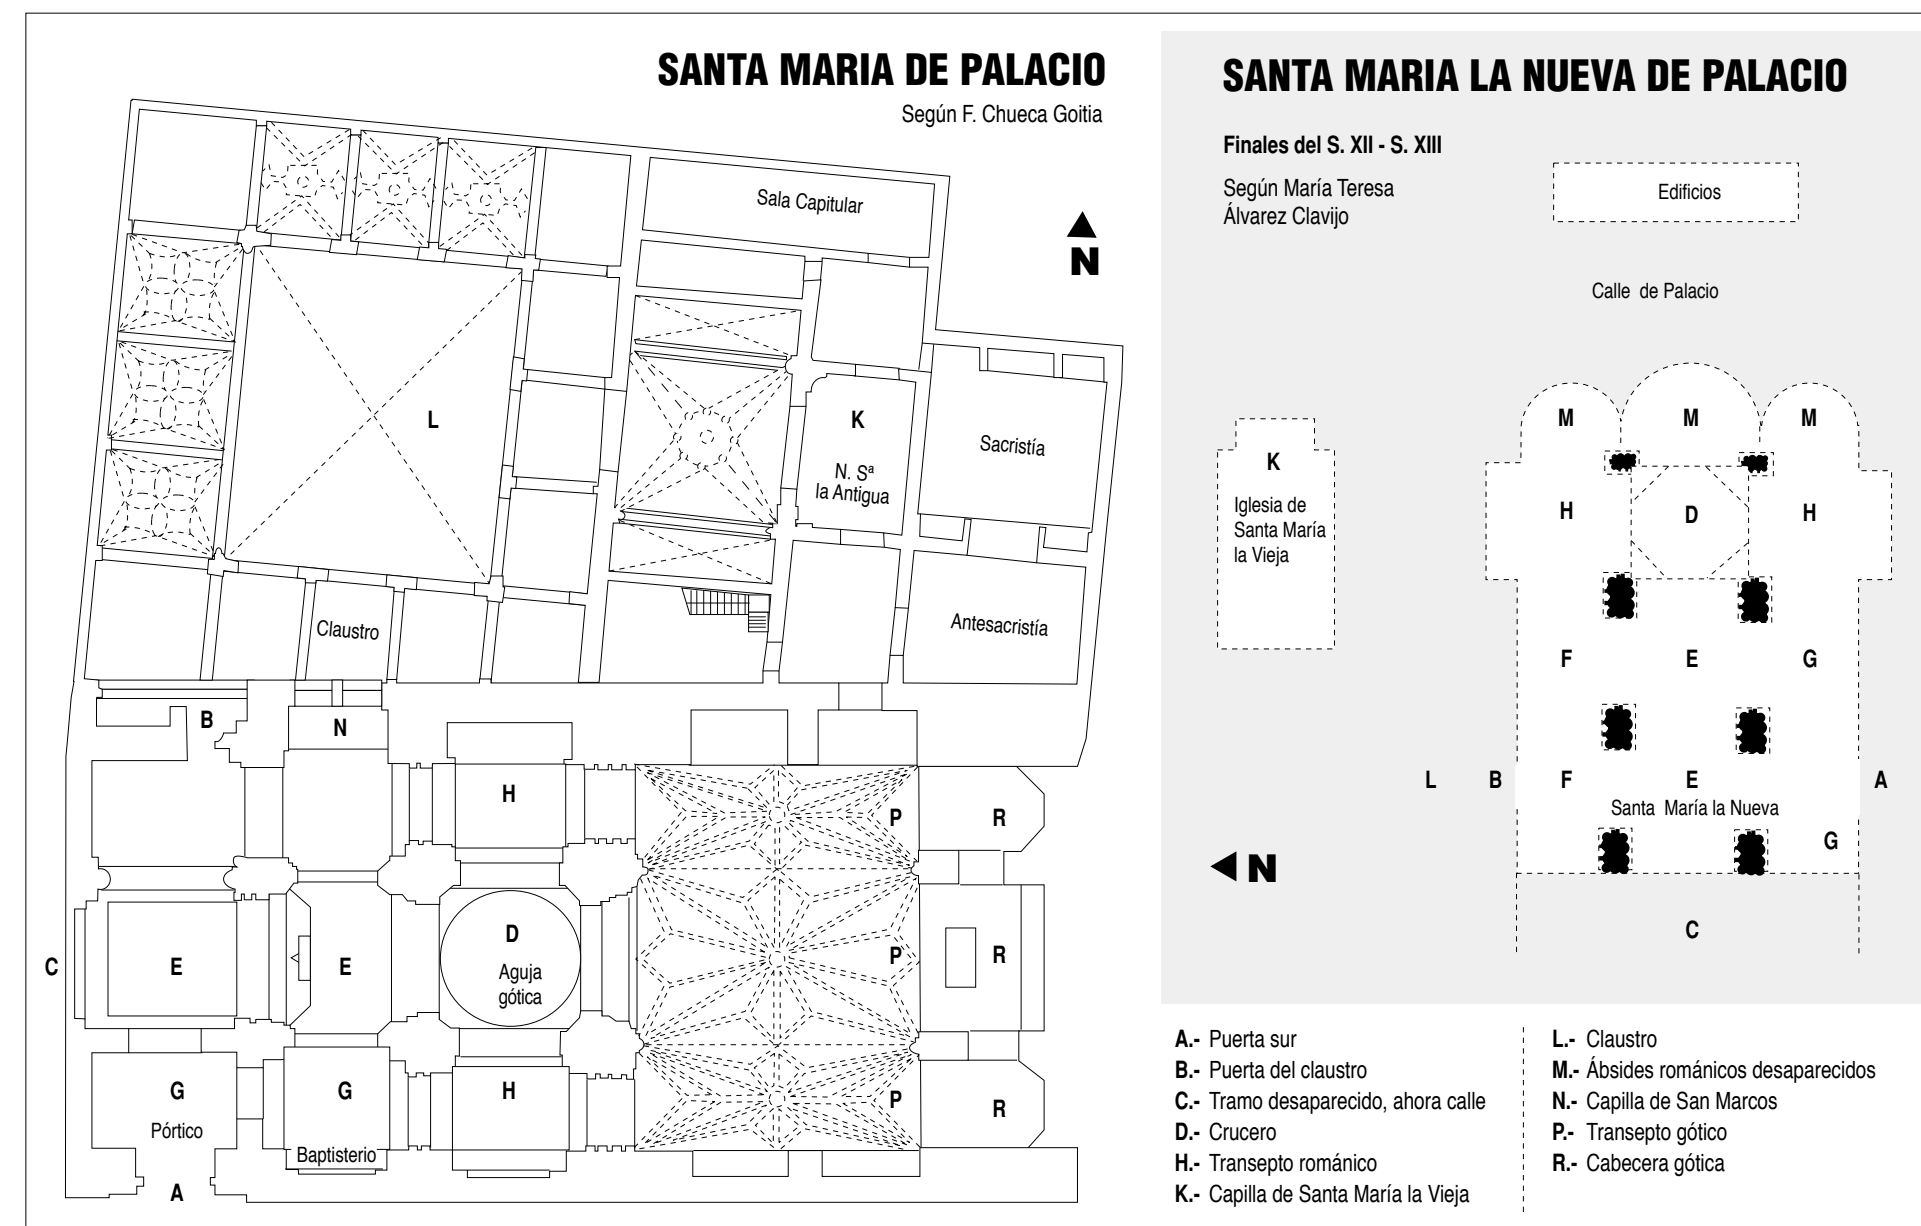 SANTA MARIA DE PALACIO
Según F. Chueca Goitia
Sala Capitular
N
L
K
N. Sª
la Antigua
Sacristía
Claustro
Antesacristía
B
N
H
P
R
D
Aguja
gótica
C
E
E
P
R
G
Pórtico
G
Baptisterio
H
P
R
A
SANTA MARIA LA NUEVA DE PALACIO
Finales del S. XII - S. XIII
Según María Teresa
Álvarez Clavijo
Edificios
Calle de Palacio
M
M
M
K
Iglesia de
Santa María
la Vieja
H
D
H
F
E
G
L
B
F
E
A
Santa María la Nueva
G
N
C
A.- Puerta sur
B.- Puerta del claustro
C.- Tramo desaparecido, ahora calle
D.- Crucero
H.- Transepto románico
K.- Capilla de Santa María la Vieja
L.- Claustro
M.- Ábsides románicos desaparecidos
N.- Capilla de San Marcos
P.- Transepto gótico
R.- Cabecera gótica